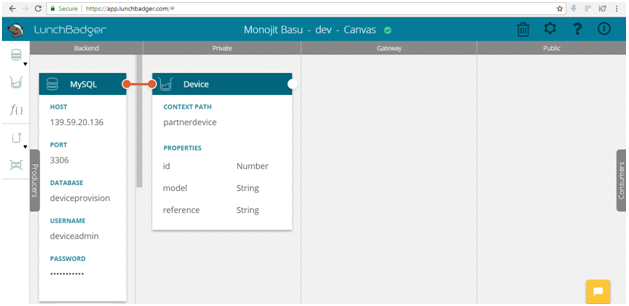 Secure
https://app.lunchbadger.com/#
LunchBadger
Monojit Basu - dev - Canvas
Backend
Private
Gateway
Public
MySQL
HOST
139.59.20.136
PORT
3306
DATABASE
deviceprovision
USERNAME
deviceadmin
PASSWORD
•••••••••••
Device
CONTEXT PATH
partnerdevice
PROPERTIES
id Number
model String
reference String
f()
Producers
Consumers